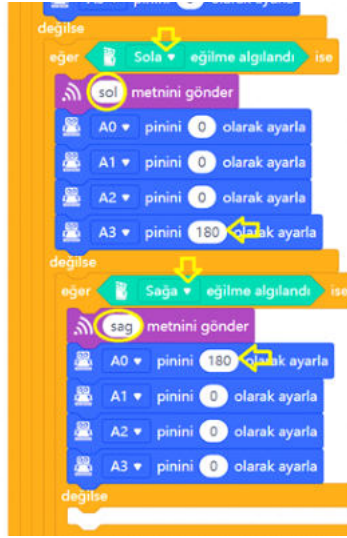 değilse
eğer Sola eğilme algılandı ise
sol metnini gönder
A0 pinini 0 olarak ayarla
A1 pinini 0 olarak ayarla
A2 pinini 0 olarak ayarla
A3 pinini 180 olarak ayarla
değilse
eğer Sağa eğilme algılandı ise
sag metnini gönder
A0 pinini 180 olarak ayarla
A1 pinini 0 olarak ayarla
A2 pinini 0 olarak ayarla
A3 pinini 0 olarak ayarla
değilse